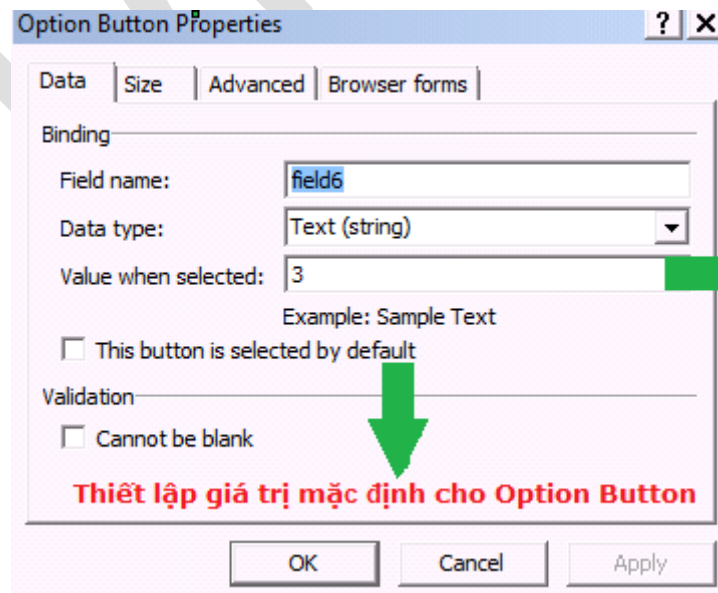 Option Button Properties
Data Size Advanced Browser forms
Binding
Field name: field6
Data type: Text (string)
Value when selected: 3
Example: Sample Text
This button is selected by default
Validation
Cannot be blank
Thiết lập giá trị mặc định cho Option Button
OK Cancel Apply